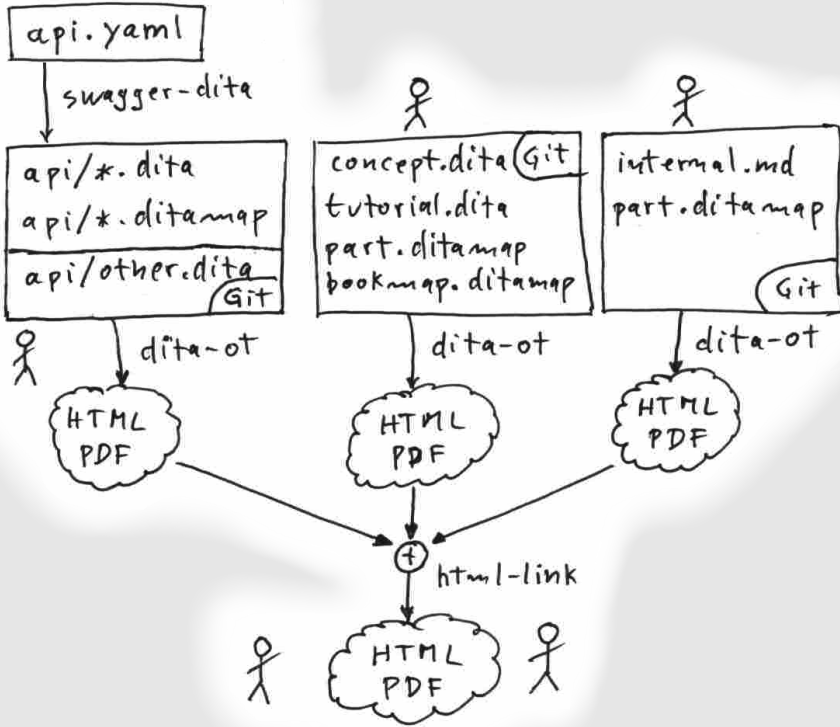 api.yaml
swagger-dita
api/*.dita
api/*.ditamap
api/other.dita
Git
concept.dita Git
tutorial.dita
part.ditamap
bookmap.ditamap
internal.md
part.ditamap
Git
dita-ot
dita-ot
dita-ot
HTML
PDF
HTML
PDF
HTML
PDF
+
html-link
HTML
PDF